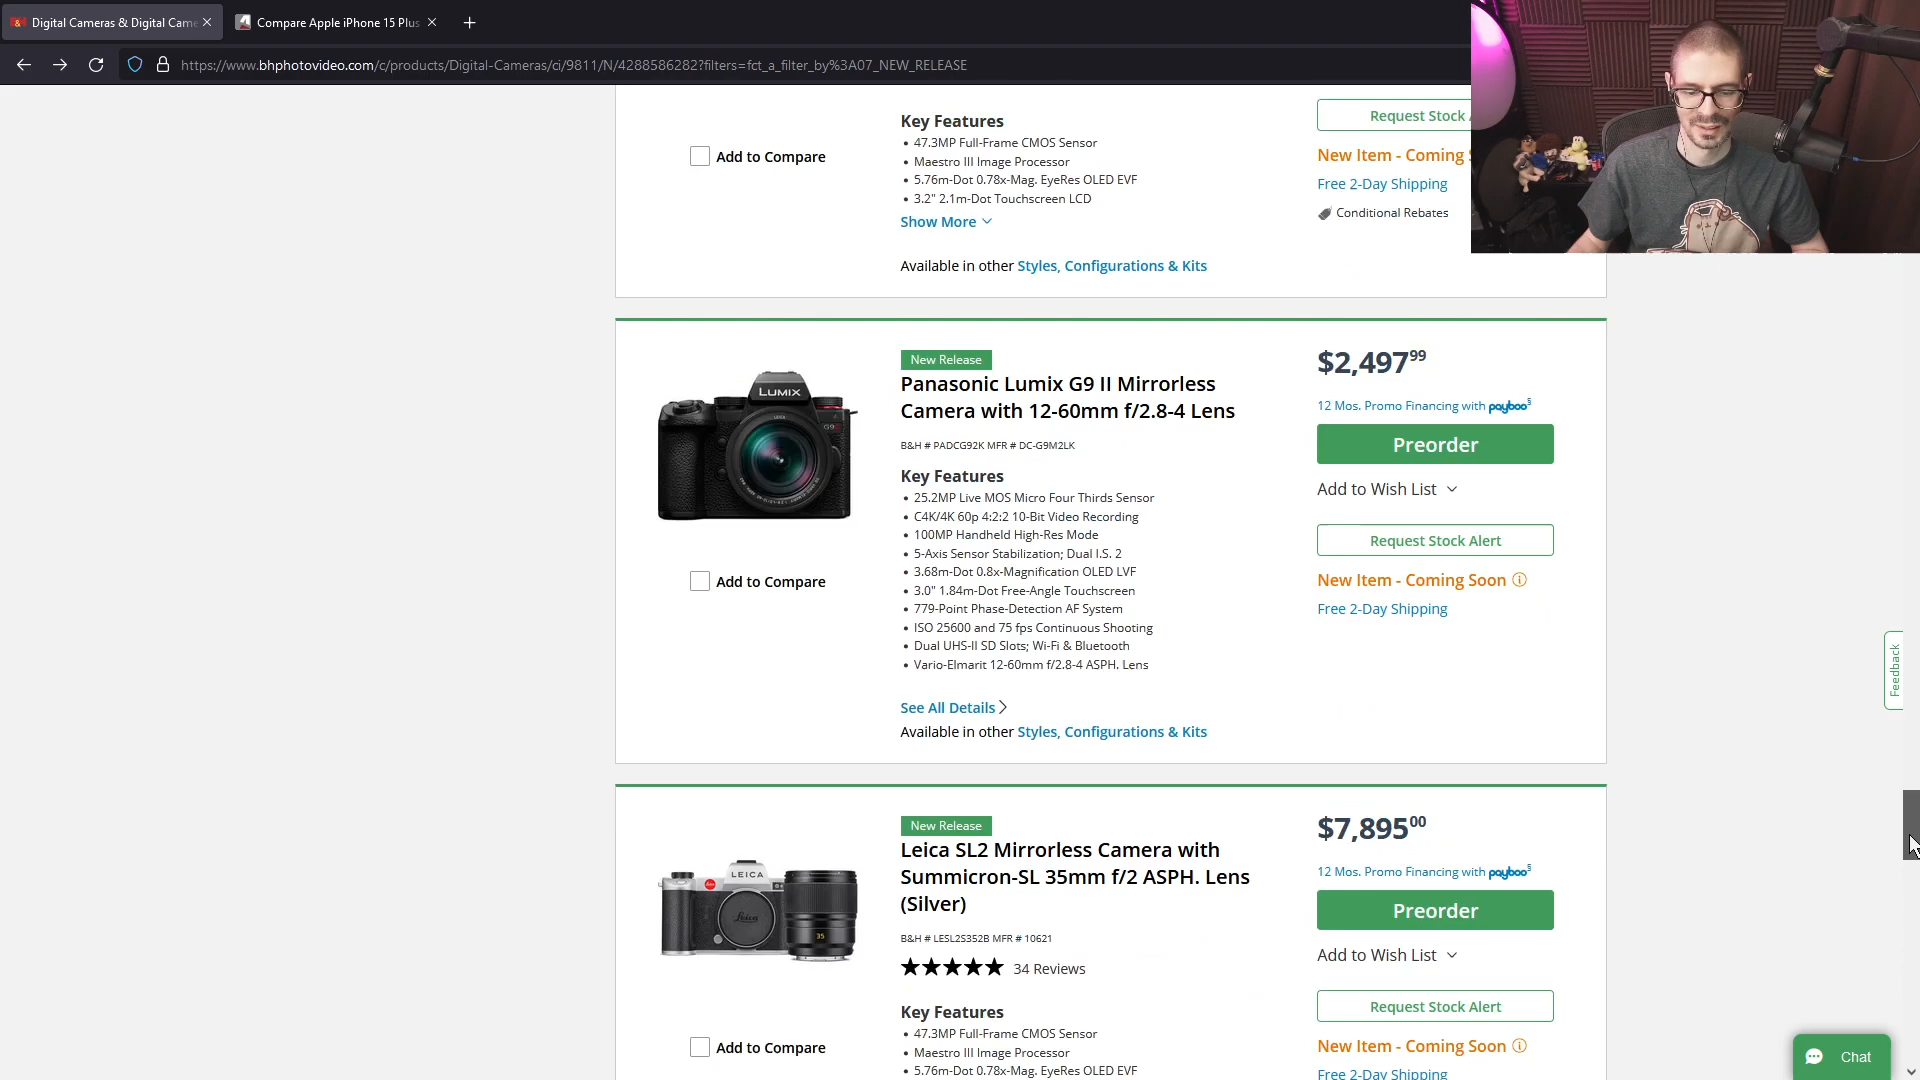 Digital Cameras & Digital Came
Compare Apple iPhone 15 Plus
https://www.bhphotovideo.com/c/products/Digital-Cameras/ci/9811/N/4288586282?filters=fct_a_filter_by%3A07_NEW_RELEASE
Add to Compare
Key Features
• 47.3MP Full-Frame CMOS Sensor
• Maestro III Image Processor
• 5.76m-Dot 0.78x-Mag. EyeRes OLED EVF
• 3.2" 2.1m-Dot Touchscreen LCD
Show More
Available in other Styles, Configurations & Kits
Request Stock
New Item - Coming
Free 2-Day Shipping
Conditional Rebates
LUMIX
G9
Add to Compare
New Release
Panasonic Lumix G9 II Mirrorless
Camera with 12-60mm f/2.8-4 Lens
B&H # PADCG92K MFR # DC-G9M2LK
Key Features
• 25.2MP Live MOS Micro Four Thirds Sensor
• C4K/4K 60p 4:2:2 10-Bit Video Recording
• 100MP Handheld High-Res Mode
• 5-Axis Sensor Stabilization; Dual I.S. 2
• 3.68m-Dot 0.8x-Magnification OLED LVF
• 3.0" 1.84m-Dot Free-Angle Touchscreen
• 779-Point Phase-Detection AF System
• ISO 25600 and 75 fps Continuous Shooting
• Dual UHS-II SD Slots; Wi-Fi & Bluetooth
• Vario-Elmarit 12-60mm f/2.8-4 ASPH. Lens
See All Details
Available in other Styles, Configurations & Kits
$2,497 99
12 Mos. Promo Financing with payboo§
Preorder
Add to Wish List
Request Stock Alert
New Item - Coming Soon
Free 2-Day Shipping
Feedback
LEICA
Leica
35
Add to Compare
New Release
Leica SL2 Mirrorless Camera with
Summicron-SL 35mm f/2 ASPH. Lens
(Silver)
B&H # LESL2S352B MFR # 10621
34 Reviews
Key Features
• 47.3MP Full-Frame CMOS Sensor
• Maestro III Image Processor
• 5.76m-Dot 0.78x-Mag. EyeRes OLED EVF
$7,895 00
12 Mos. Promo Financing with payboo§
Preorder
Add to Wish List
Request Stock Alert
New Item - Coming Soon
Free 2-Day Shipping
Chat